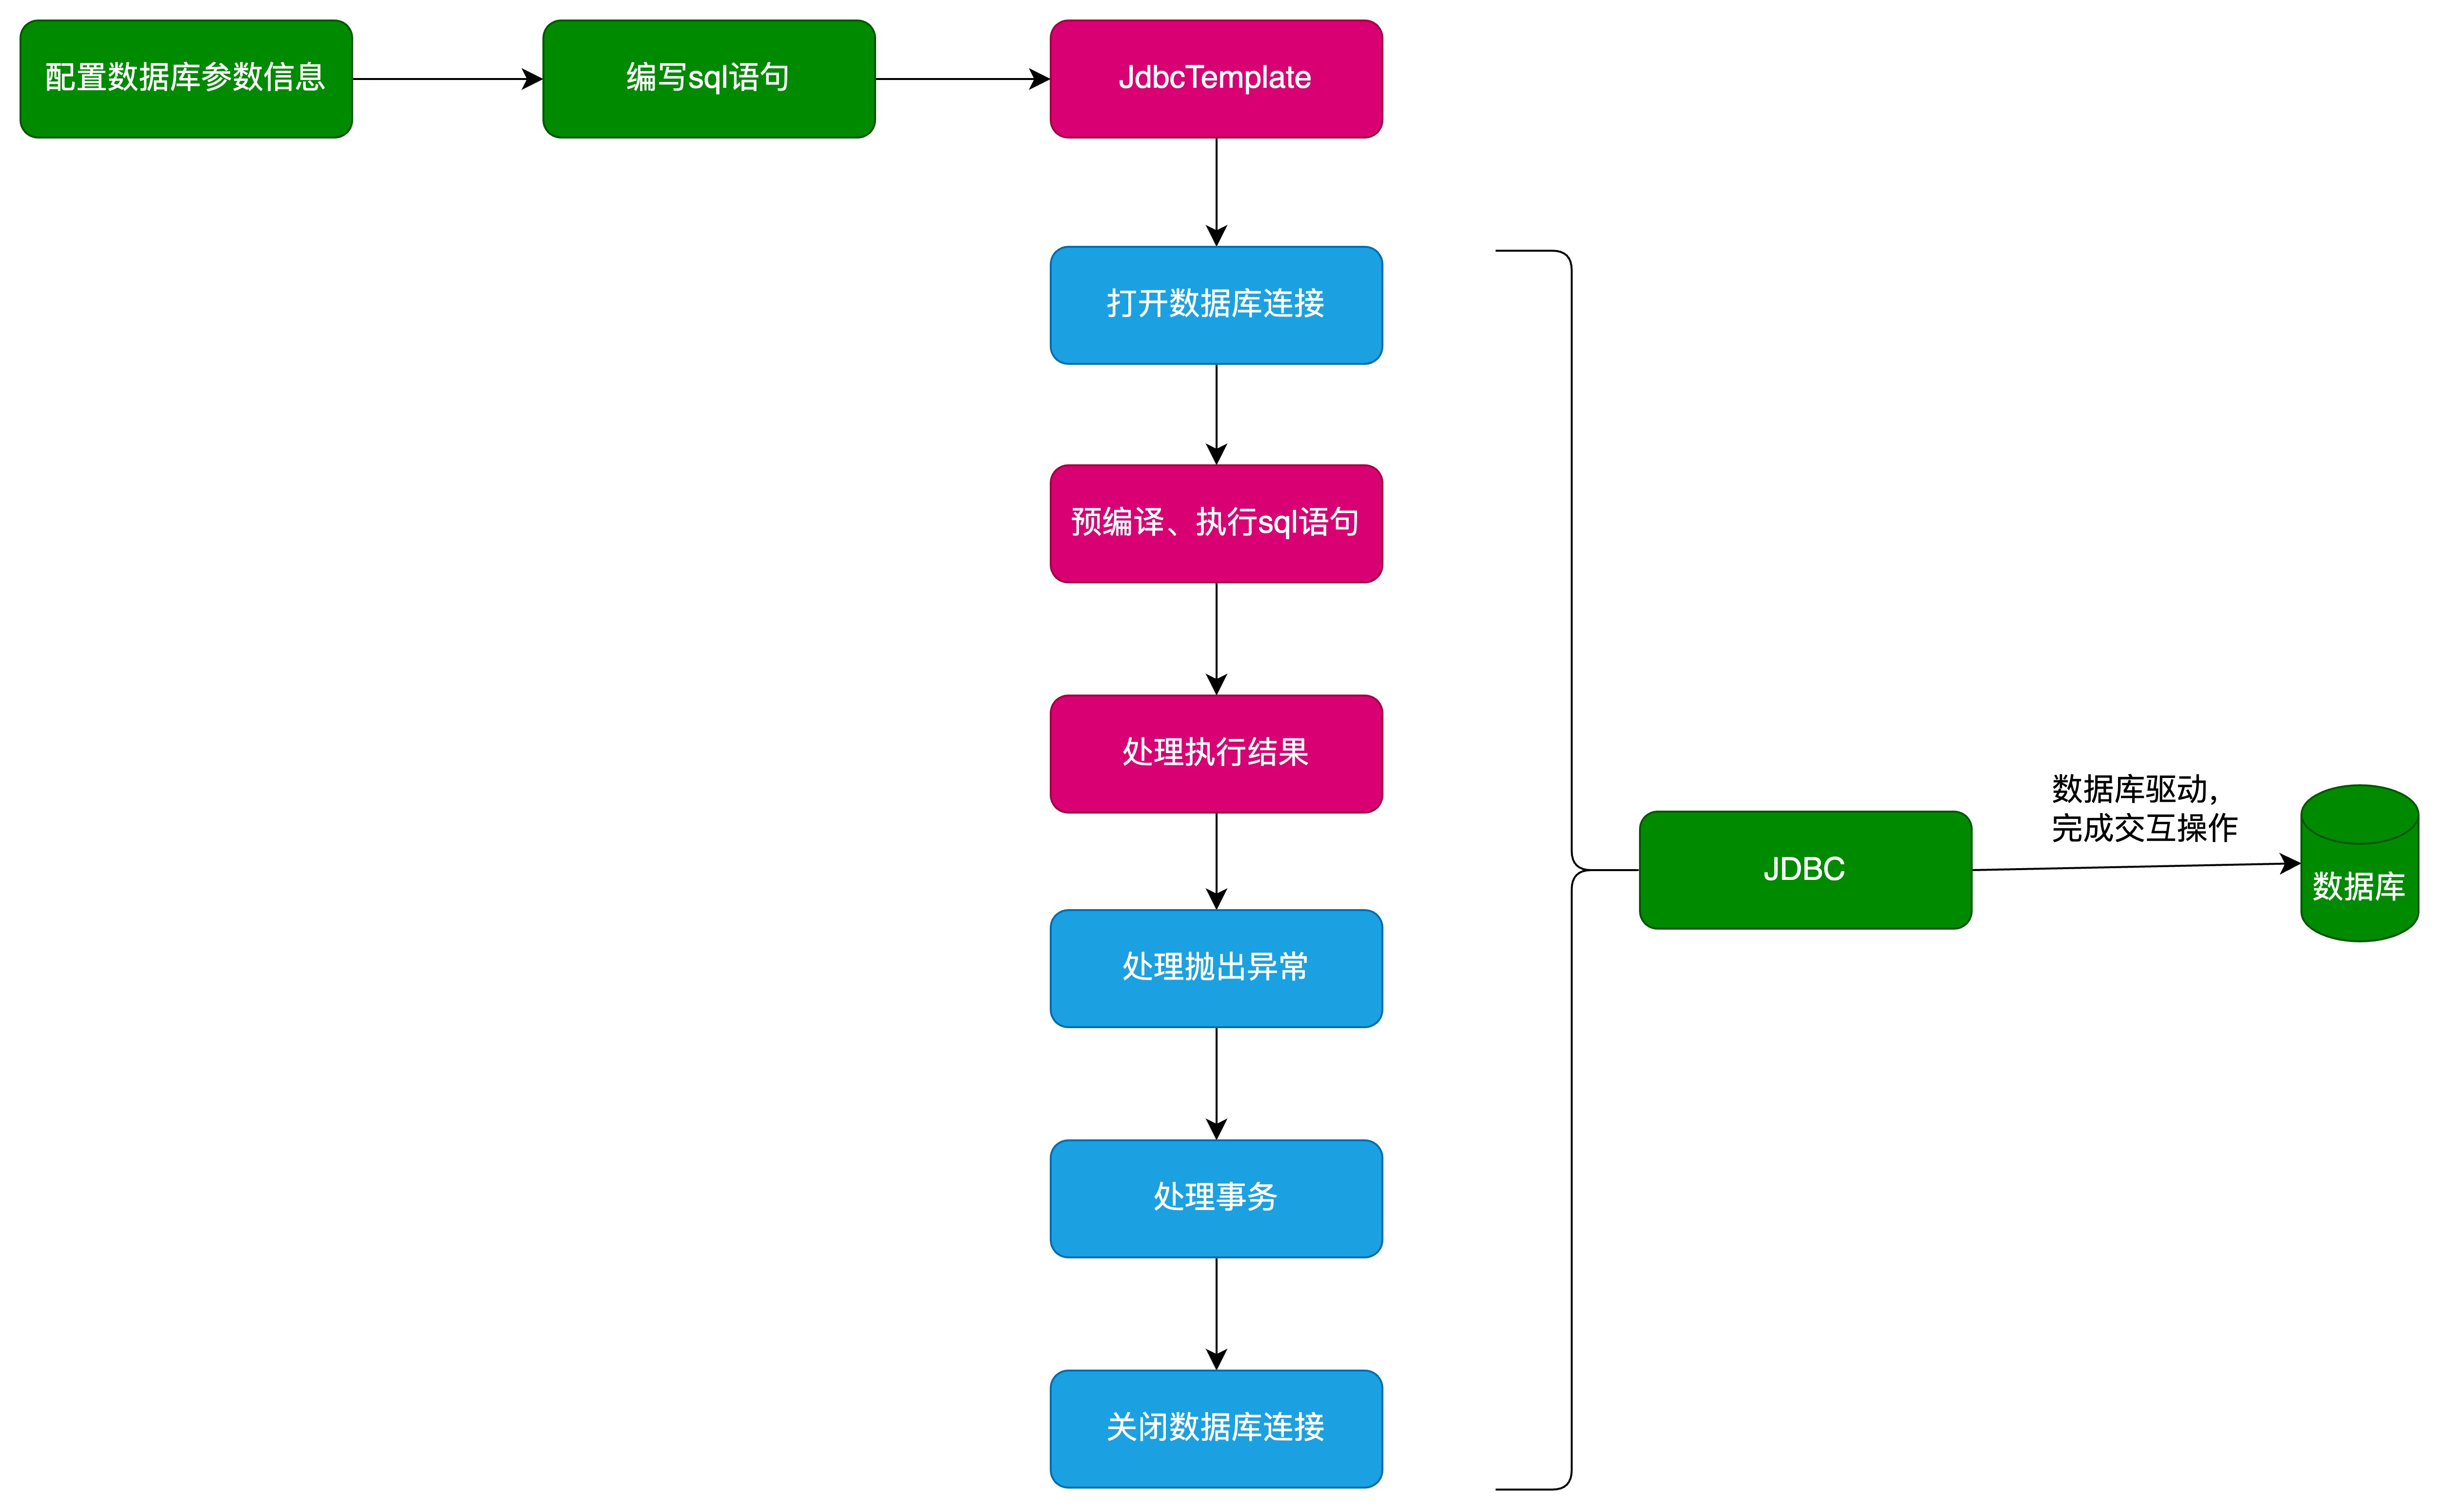 配置数据库参数信息
编写sql语句
JdbcTemplate
打开数据库连接
预编译、执行sql语句
处理执行结果
处理抛出异常
处理事务
关闭数据库连接
JDBC
数据库驱动，
完成交互操作
数据库